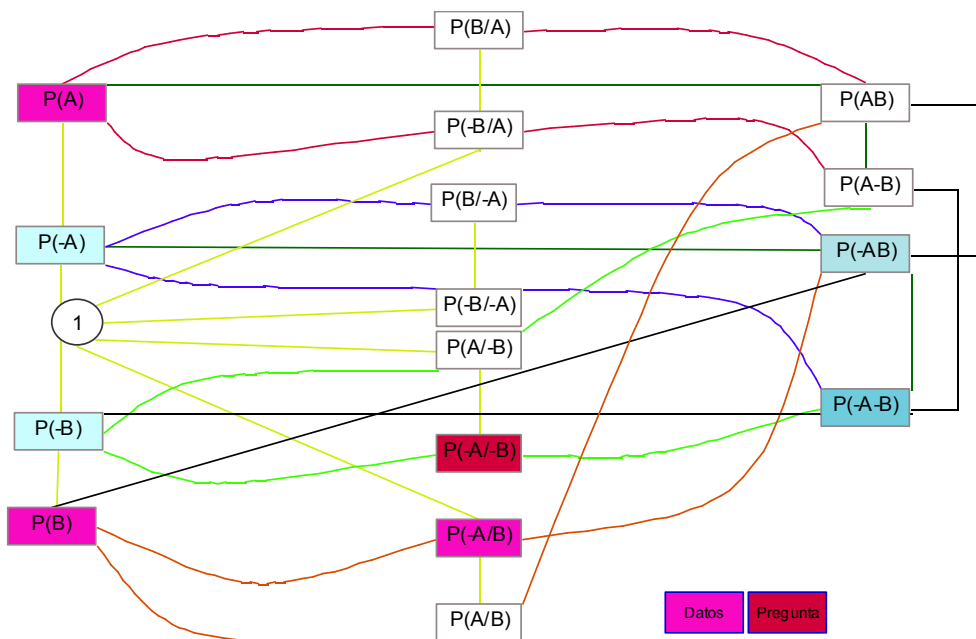 P(B/A)
P(A)
P(AB)
P(-B/A)
P(A-B)
P(B/-A)
P(-A)
P(-AB)
P(-B/-A)
1
P(A/-B)
P(-A-B)
P(-B)
P(-A/-B)
P(B)
P(-A/B)
P(A/B)
Datos
Pregunta